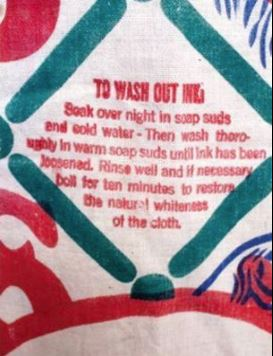 TO WASH OUT INK:
Soak over night in soap suds
and cold water - Then wash thoro-
ughly in warm soap suds until ink has been
loosened. Rinse well and if necessary
boil for ten minutes to restore
the natural whiteness
of the cloth.